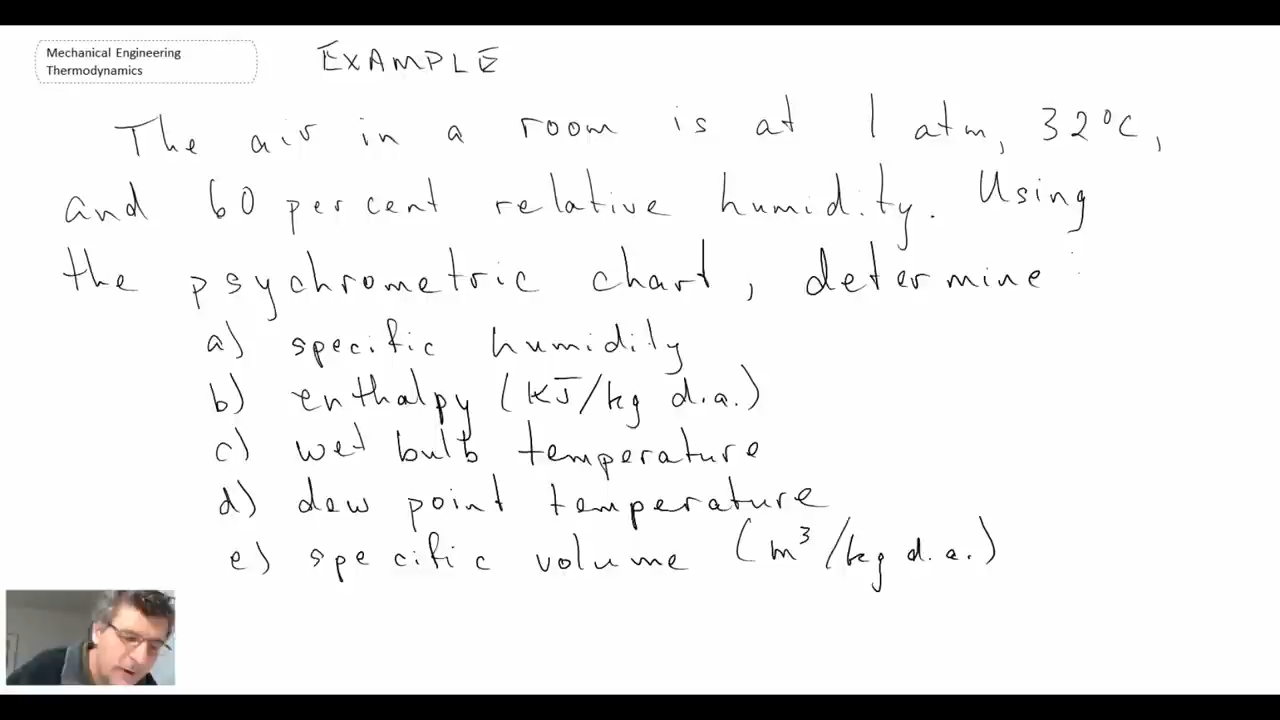 Mechanical Engineering
Thermodynamics
EXAMPLE
The air in a room is at 1 atm, 32°C,
and 60 percent relative humidity. Using
the psychrometric chart, determine :
a) specific humidity
b) enthalpy (KJ/kg d.a.)
c) wet bulb temperature
d) dew point temperature
e) specific volume (m³/kg d.a.)